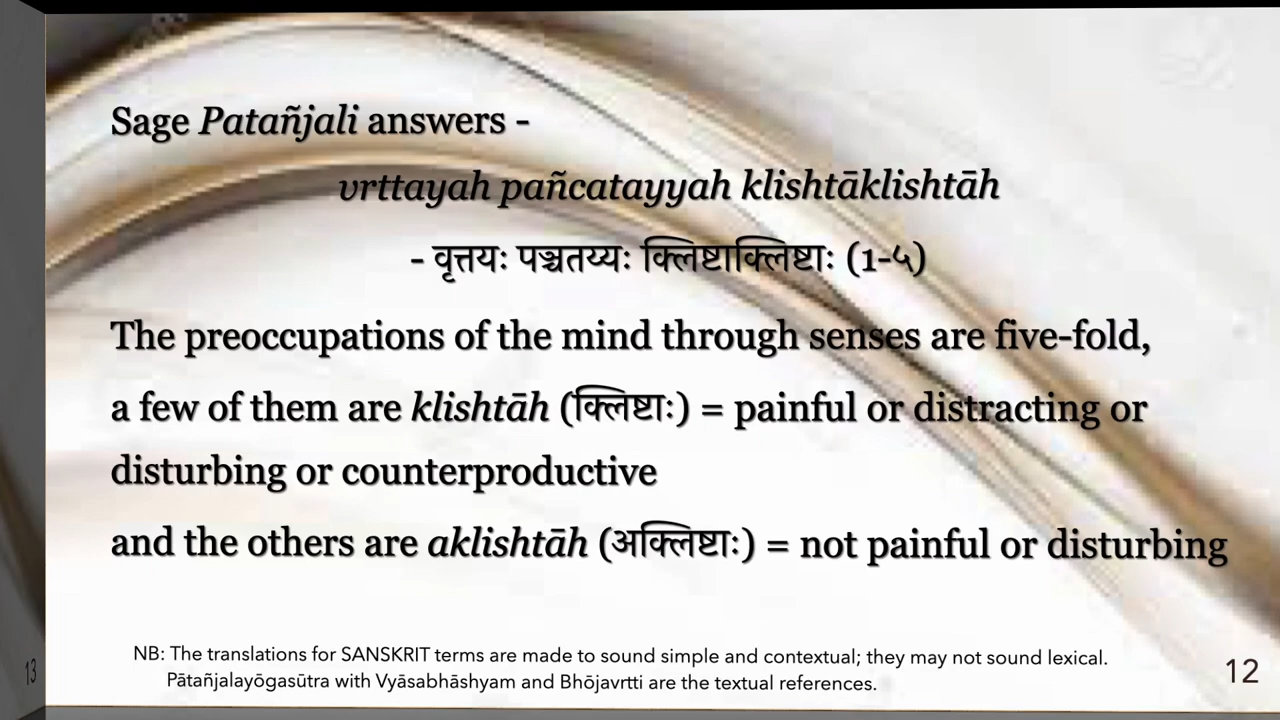 Sage Patañjali answers -
vrttayah pañcatayyah klishtāklishtāh
- वृत्तयः पञ्चतय्यः क्लिष्टाक्लिष्टाः (1-५)
The preoccupations of the mind through senses are five-fold,
a few of them are klishtāh (क्लिष्टाः) = painful or distracting or
disturbing or counterproductive
and the others are aklishtāh (अक्लिष्टाः) = not painful or disturbing
NB: The translations for SANSKRIT terms are made to sound simple and contextual; they may not sound lexical.
Pātañjalayōgasūtra with Vyāsabhāshyam and Bhōjavrtti are the textual references.
12
13